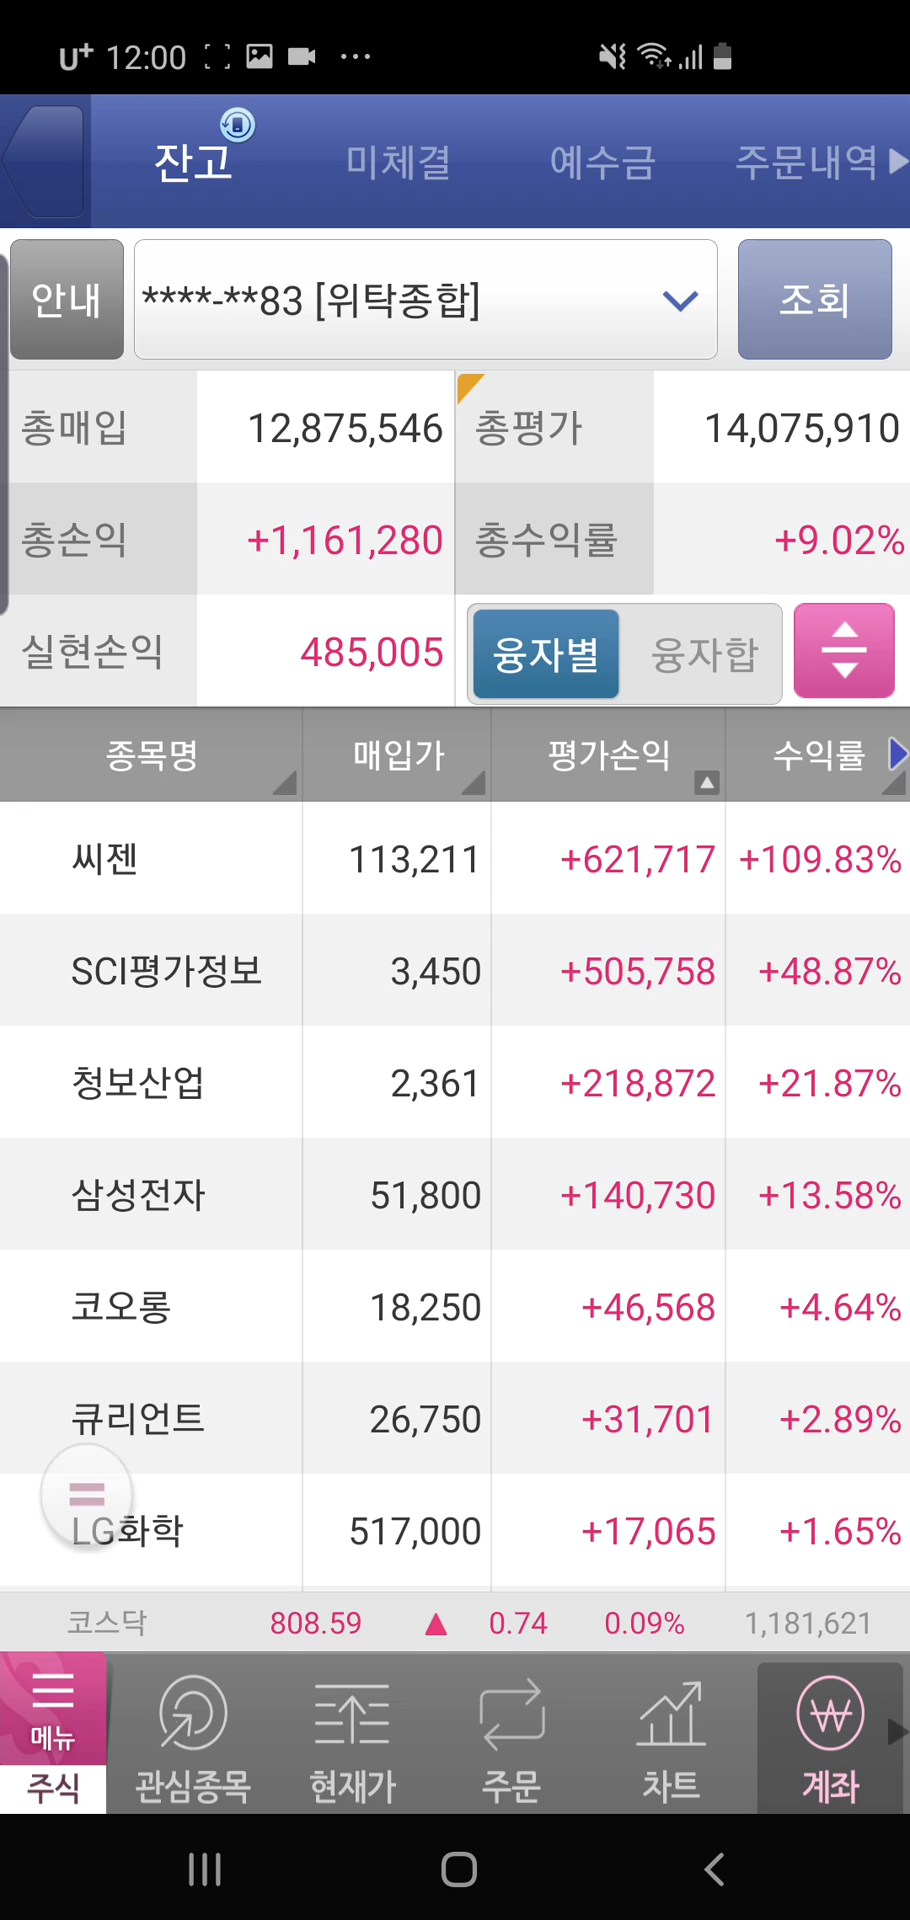 U+ 12:00 ...
잔고 미체결 예수금 주문내역
안내 ****-**83 [위탁종합] 조회
총매입 12,875,546 총평가 14,075,910
총손익 +1,161,280 총수익률 +9.02%
실현손익 485,005 융자별 융자합
종목명 매입가 평가손익 수익률
씨젠 113,211 +621,717 +109.83%
SCI평가정보 3,450 +505,758 +48.87%
청보산업 2,361 +218,872 +21.87%
삼성전자 51,800 +140,730 +13.58%
코오롱 18,250 +46,568 +4.64%
큐리언트 26,750 +31,701 +2.89%
LG화학 517,000 +17,065 +1.65%
코스닥 808.59 ▲ 0.74 0.09% 1,181,621
메뉴
주식 관심종목 현재가 주문 차트 계좌